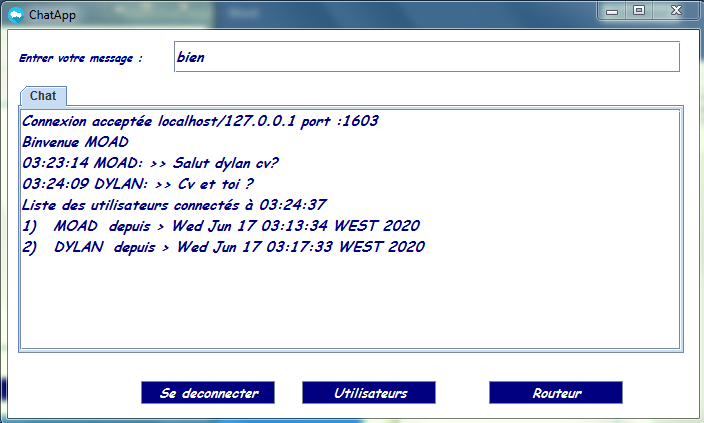 ChatApp
Entrer votre message :
bien
Chat
Connexion acceptée localhost/127.0.0.1 port :1603
Binvenue MOAD
03:23:14 MOAD: >> Salut dylan cv?
03:24:09 DYLAN: >> Cv et toi ?
Liste des utilisateurs connectés à 03:24:37
1) MOAD depuis > Wed Jun 17 03:13:34 WEST 2020
2) DYLAN depuis > Wed Jun 17 03:17:33 WEST 2020
Se deconnecter
Utilisateurs
Routeur